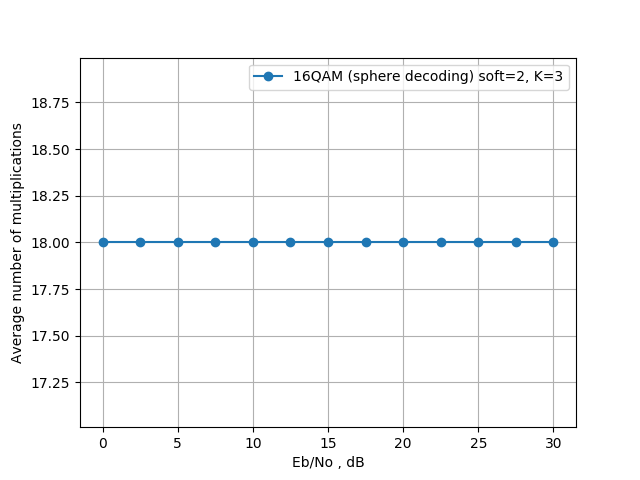 16QAM (sphere decoding) soft=2, K=3
Average number of multiplications
18.75
18.50
18.25
18.00
17.75
17.50
17.25
0 5 10 15 20 25 30
Eb/No , dB